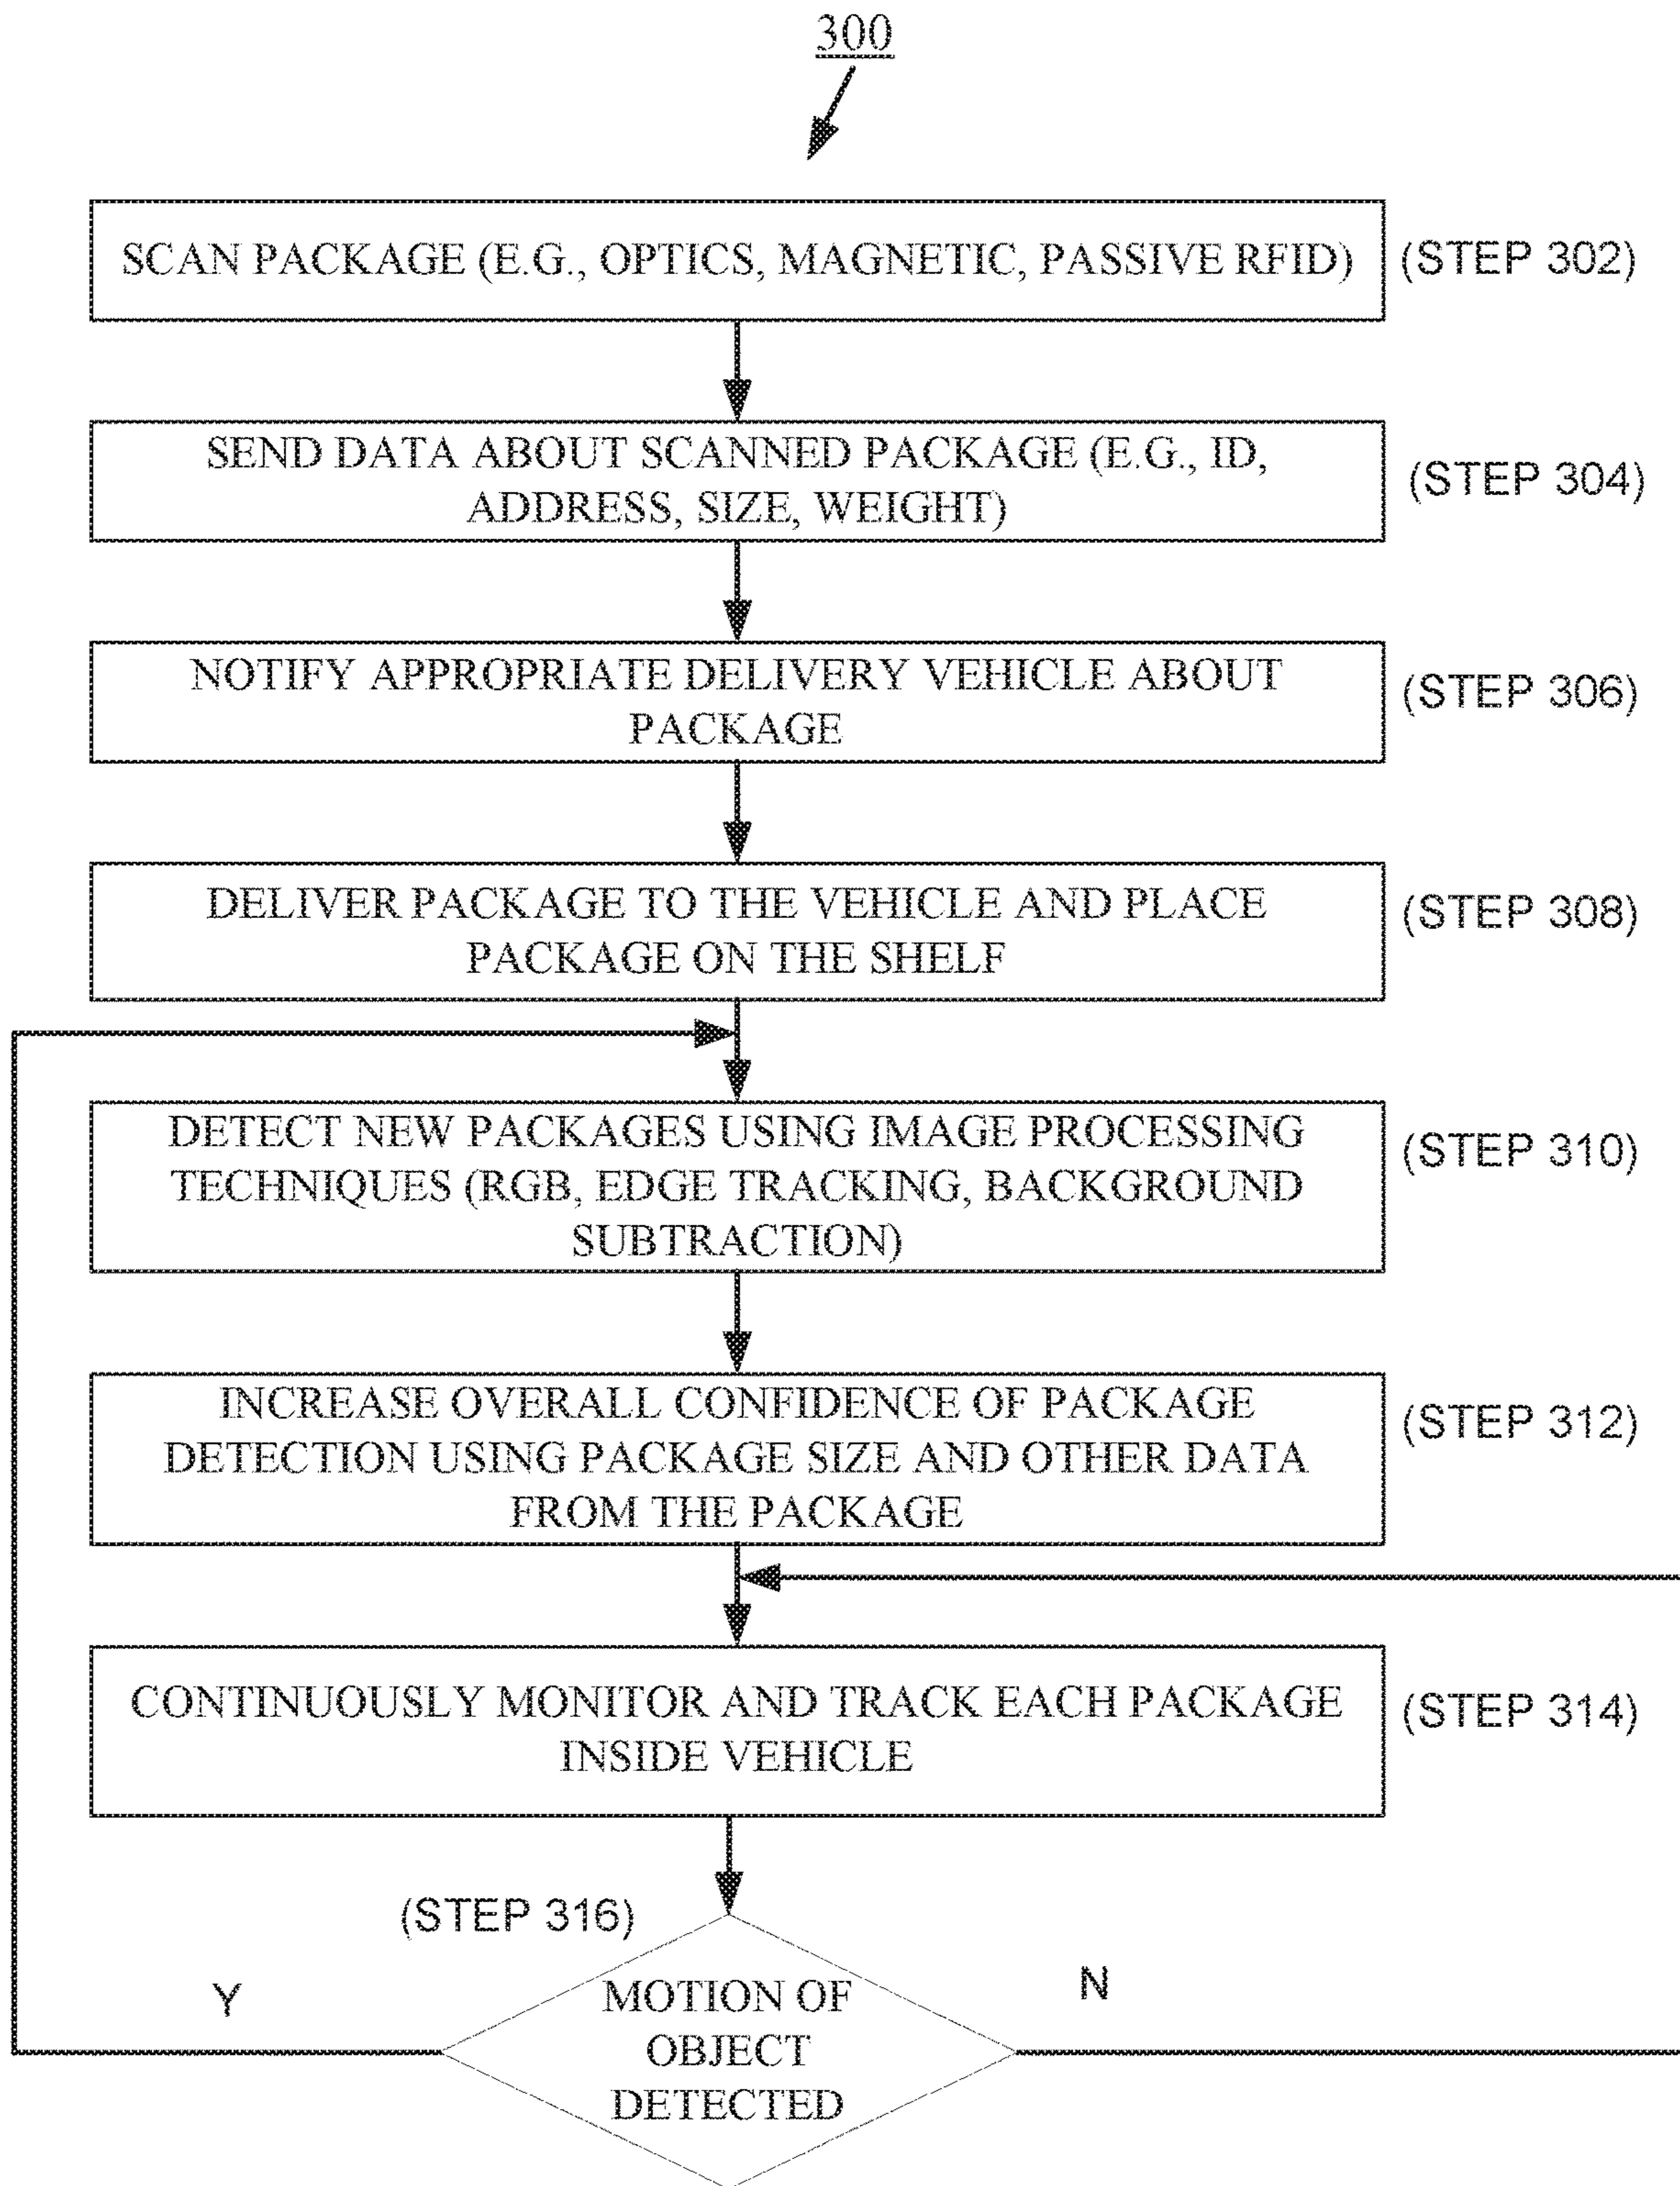 300
SCAN PACKAGE (E.G., OPTICS, MAGNETIC, PASSIVE RFID)
(STEP 302)
SEND DATA ABOUT SCANNED PACKAGE (E.G., ID,
ADDRESS, SIZE, WEIGHT)
(STEP 304)
NOTIFY APPROPRIATE DELIVERY VEHICLE ABOUT
PACKAGE
(STEP 306)
DELIVER PACKAGE TO THE VEHICLE AND PLACE
PACKAGE ON THE SHELF
(STEP 308)
DETECT NEW PACKAGES USING IMAGE PROCESSING
TECHNIQUES (RGB, EDGE TRACKING, BACKGROUND
SUBTRACTION)
(STEP 310)
INCREASE OVERALL CONFIDENCE OF PACKAGE
DETECTION USING PACKAGE SIZE AND OTHER DATA
FROM THE PACKAGE
(STEP 312)
CONTINUOUSLY MONITOR AND TRACK EACH PACKAGE
INSIDE VEHICLE
(STEP 314)
(STEP 316)
Y
MOTION OF
OBJECT
DETECTED
N